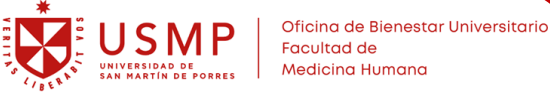 VERITAS LIBERABIT VOS
USMP
UNIVERSIDAD DE
SAN MARTÍN DE PORRES
Oficina de Bienestar Universitario
Facultad de
Medicina Humana